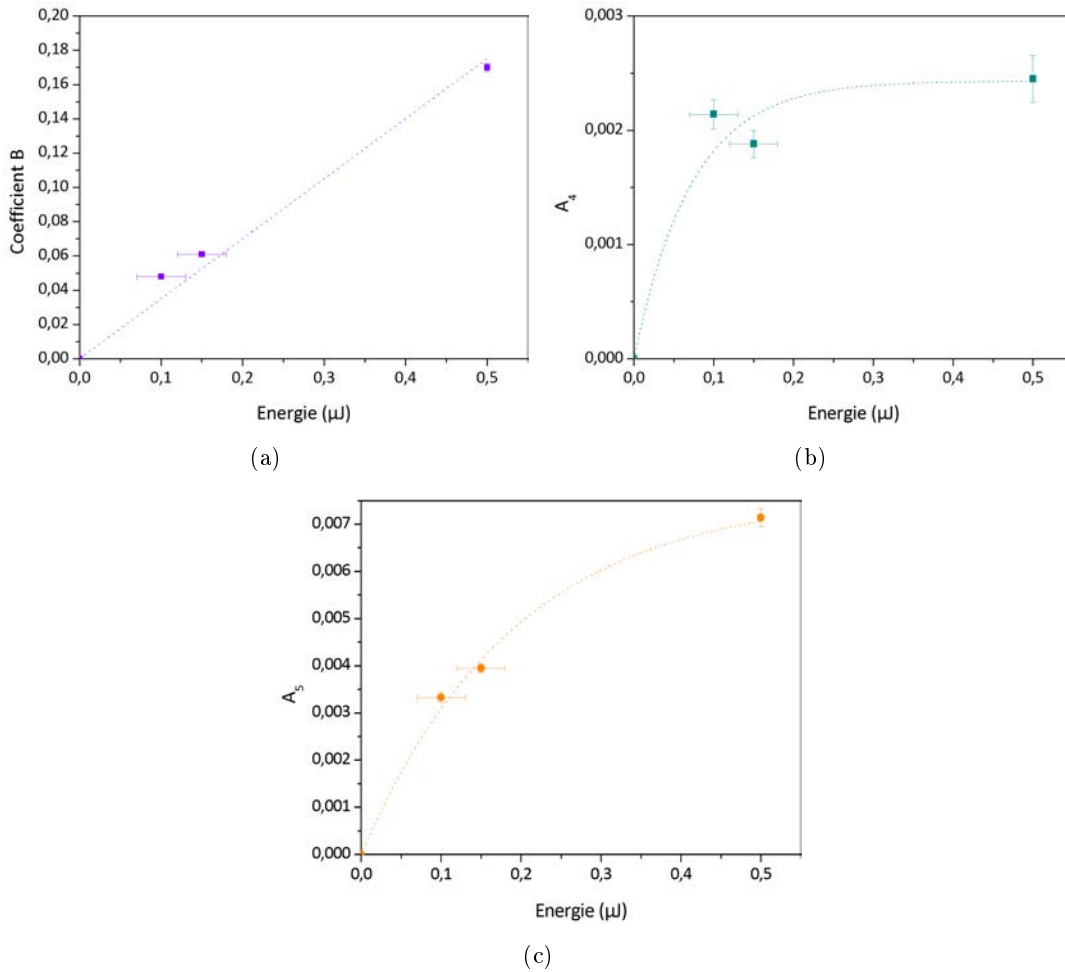 0,20
0,18
0,16
0,14
0,12
0,10
0,08
0,06
0,04
0,02
0,00
Coefficient B
0,0 0,1 0,2 0,3 0,4 0,5
Energie (µJ)
(a)
0,003
0,002
0,001
0,000
A₄
0,0 0,1 0,2 0,3 0,4 0,5
Energie (µJ)
(b)
0,007
0,006
0,005
0,004
0,003
0,002
0,001
0,000
A₅
0,0 0,1 0,2 0,3 0,4 0,5
Energie (µJ)
(c)